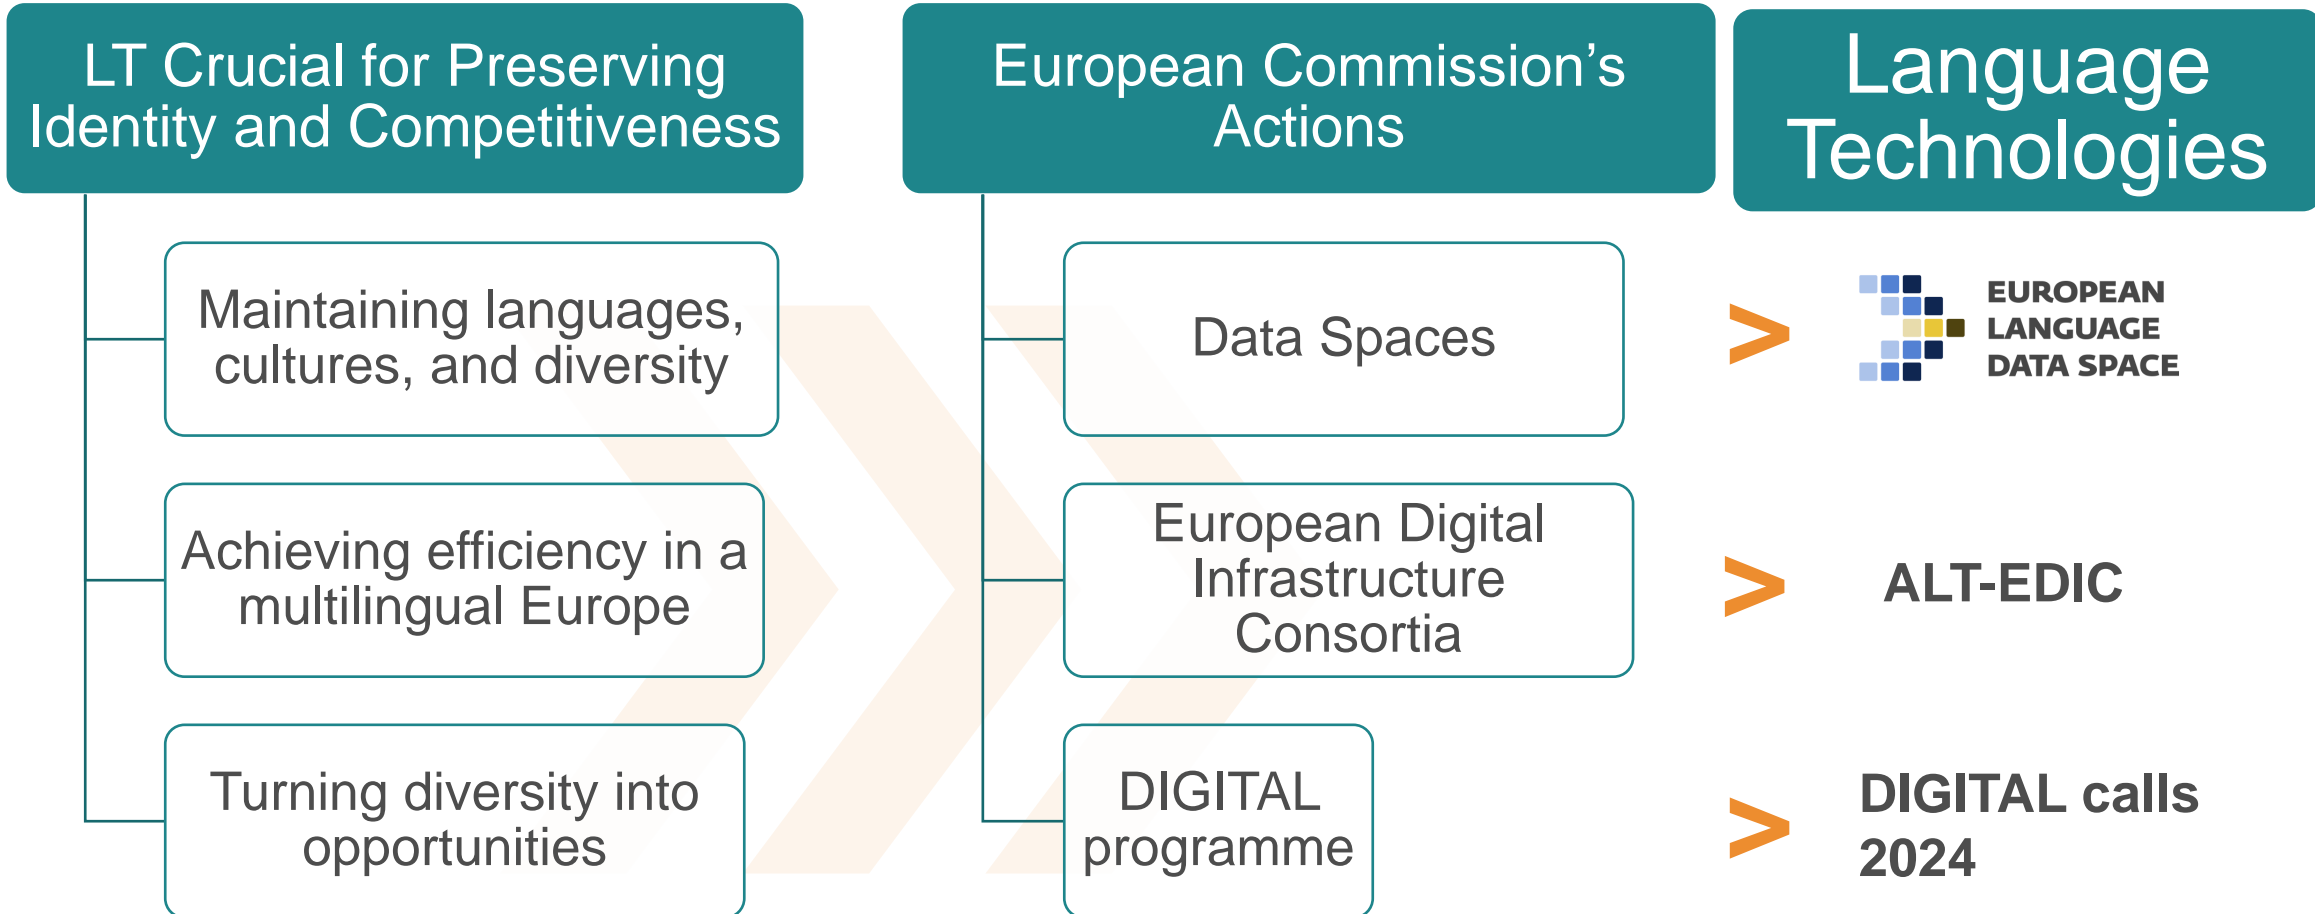 LT Crucial for Preserving
Identity and Competitiveness
Maintaining languages,
cultures, and diversity
Achieving efficiency in a
multilingual Europe
Turning diversity into
opportunities
European Commission’s
Actions
Data Spaces
European Digital
Infrastructure
Consortia
DIGITAL
programme
Language
Technologies
>
EUROPEAN
LANGUAGE
DATA SPACE
>
ALT-EDIC
>
DIGITAL calls
2024